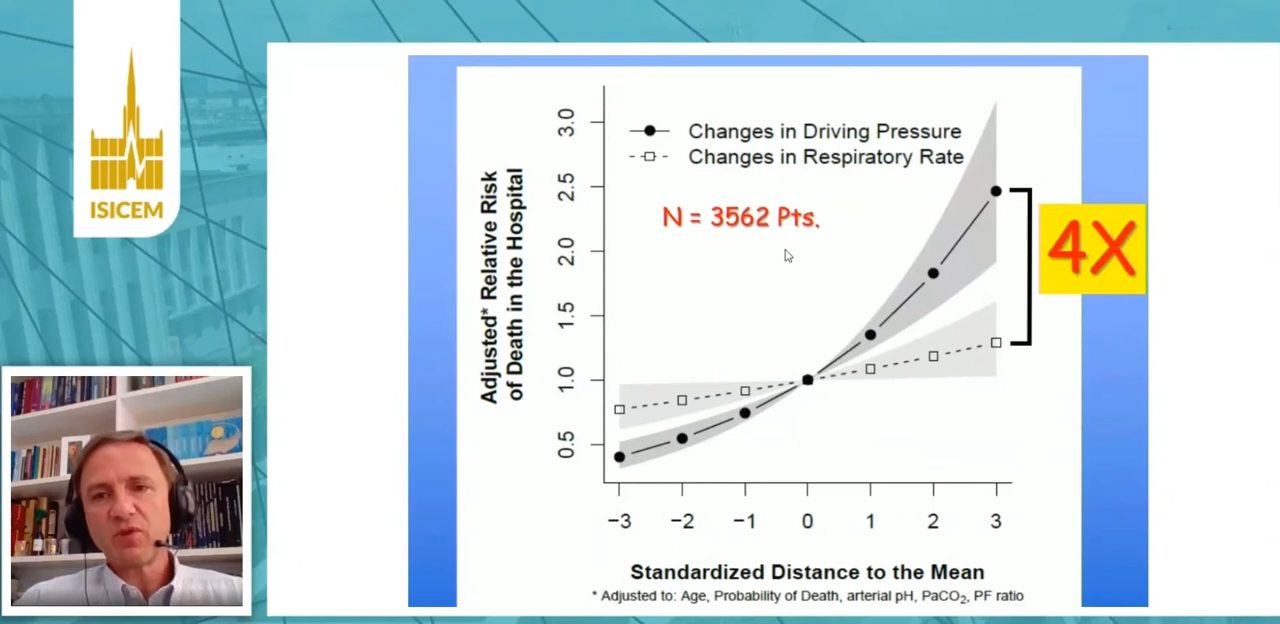 ISICEM
3.0
2.5
2.0
1.5
1.0
0.5
Adjusted* Relative Risk
of Death in the Hospital
Changes in Driving Pressure
Changes in Respiratory Rate
N = 3562 Pts.
4X
−3 −2 −1 0 1 2 3
Standardized Distance to the Mean
* Adjusted to: Age, Probability of Death, arterial pH, PaCO₂, PF ratio